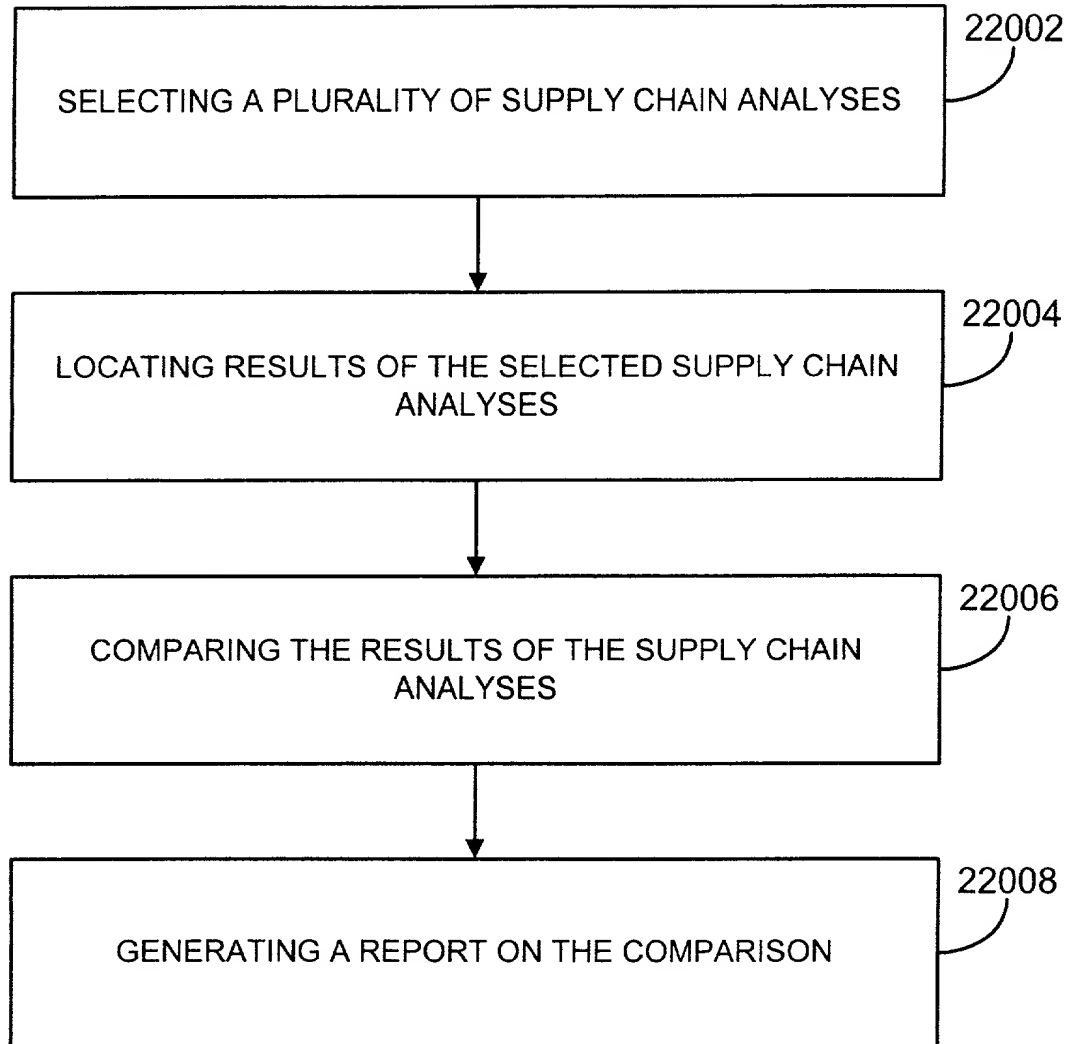 22002
SELECTING A PLURALITY OF SUPPLY CHAIN ANALYSES
22004
LOCATING RESULTS OF THE SELECTED SUPPLY CHAIN
ANALYSES
22006
COMPARING THE RESULTS OF THE SUPPLY CHAIN
ANALYSES
22008
GENERATING A REPORT ON THE COMPARISON